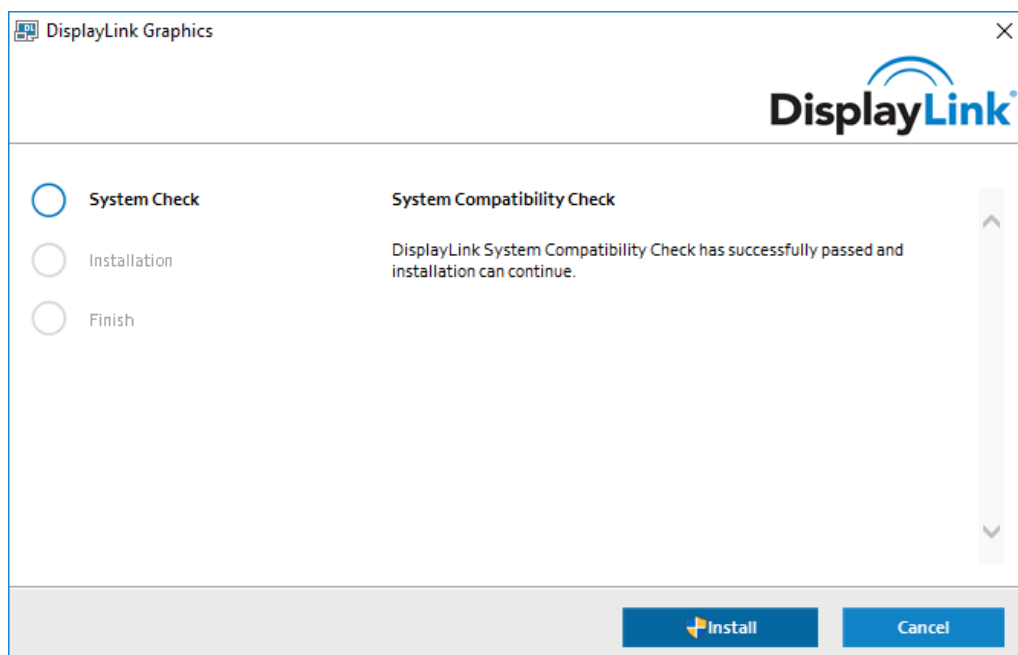 DisplayLink Graphics
DisplayLink
System Check
System Compatibility Check
DisplayLink System Compatibility Check has successfully passed and
installation can continue.
Installation
Finish
Install
Cancel